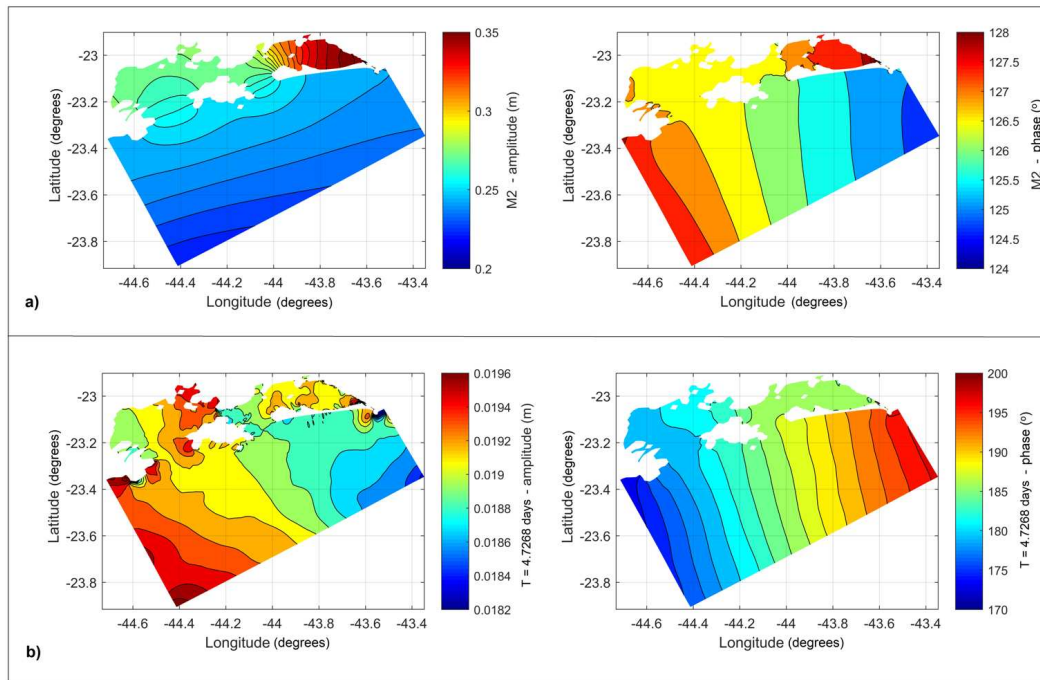 -23
-23.2
-23.4
-23.6
-23.8
Latitude (degrees)
-44.6 -44.4 -44.2 -44 -43.8 -43.6 -43.4
Longitude (degrees)
0.35
0.3
0.25
0.2
M2 - amplitude (m)
-23
-23.2
-23.4
-23.6
-23.8
Latitude (degrees)
-44.6 -44.4 -44.2 -44 -43.8 -43.6 -43.4
Longitude (degrees)
128
127.5
127
126.5
126
125.5
125
124.5
124
M2 - phase (º)
a)
-23
-23.2
-23.4
-23.6
-23.8
Latitude (degrees)
-44.6 -44.4 -44.2 -44 -43.8 -43.6 -43.4
Longitude (degrees)
0.0196
0.0194
0.0192
0.019
0.0188
0.0186
0.0184
0.0182
T = 4.7268 days - amplitude (m)
-23
-23.2
-23.4
-23.6
-23.8
Latitude (degrees)
-44.6 -44.4 -44.2 -44 -43.8 -43.6 -43.4
Longitude (degrees)
200
195
190
185
180
175
170
T = 4.7268 days - phase (º)
b)